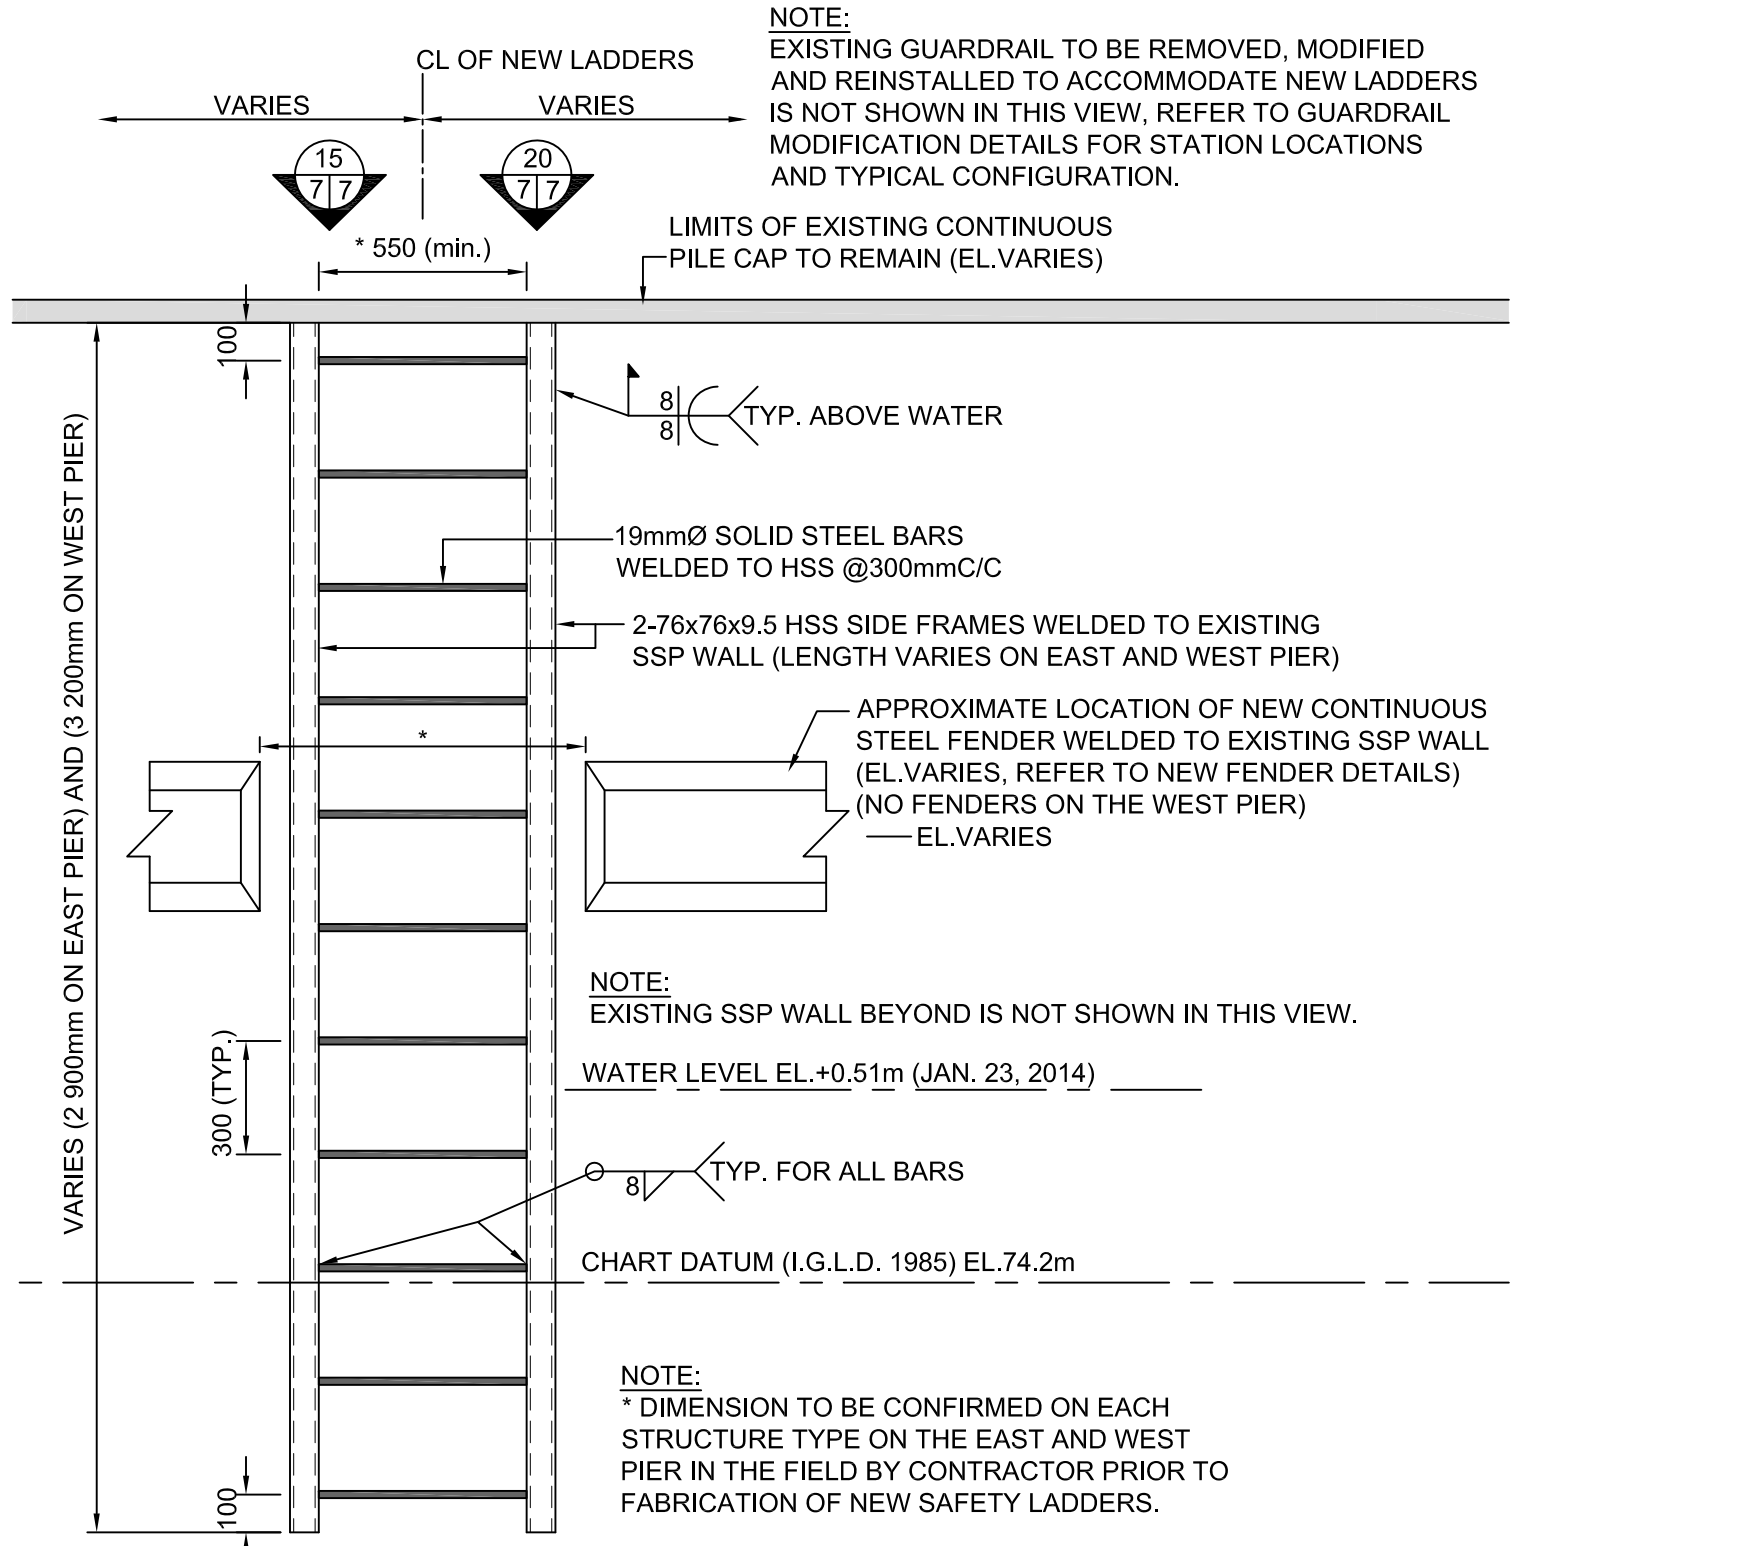 NOTE:
EXISTING GUARDRAIL TO BE REMOVED, MODIFIED
AND REINSTALLED TO ACCOMMODATE NEW LADDERS
IS NOT SHOWN IN THIS VIEW, REFER TO GUARDRAIL
MODIFICATION DETAILS FOR STATION LOCATIONS
AND TYPICAL CONFIGURATION.
CL OF NEW LADDERS
VARIES
VARIES
15
7 7
20
7 7
* 550 (min.)
LIMITS OF EXISTING CONTINUOUS
PILE CAP TO REMAIN (EL.VARIES)
100
8
8
TYP. ABOVE WATER
VARIES (2 900mm ON EAST PIER) AND (3 200mm ON WEST PIER)
19mmØ SOLID STEEL BARS
WELDED TO HSS @300mmC/C
2-76x76x9.5 HSS SIDE FRAMES WELDED TO EXISTING
SSP WALL (LENGTH VARIES ON EAST AND WEST PIER)
*
APPROXIMATE LOCATION OF NEW CONTINUOUS
STEEL FENDER WELDED TO EXISTING SSP WALL
(EL.VARIES, REFER TO NEW FENDER DETAILS)
(NO FENDERS ON THE WEST PIER)
EL.VARIES
NOTE:
EXISTING SSP WALL BEYOND IS NOT SHOWN IN THIS VIEW.
300 (TYP.)
WATER LEVEL EL.+0.51m (JAN. 23, 2014)
8
TYP. FOR ALL BARS
CHART DATUM (I.G.L.D. 1985) EL.74.2m
NOTE:
* DIMENSION TO BE CONFIRMED ON EACH
STRUCTURE TYPE ON THE EAST AND WEST
PIER IN THE FIELD BY CONTRACTOR PRIOR TO
FABRICATION OF NEW SAFETY LADDERS.
100